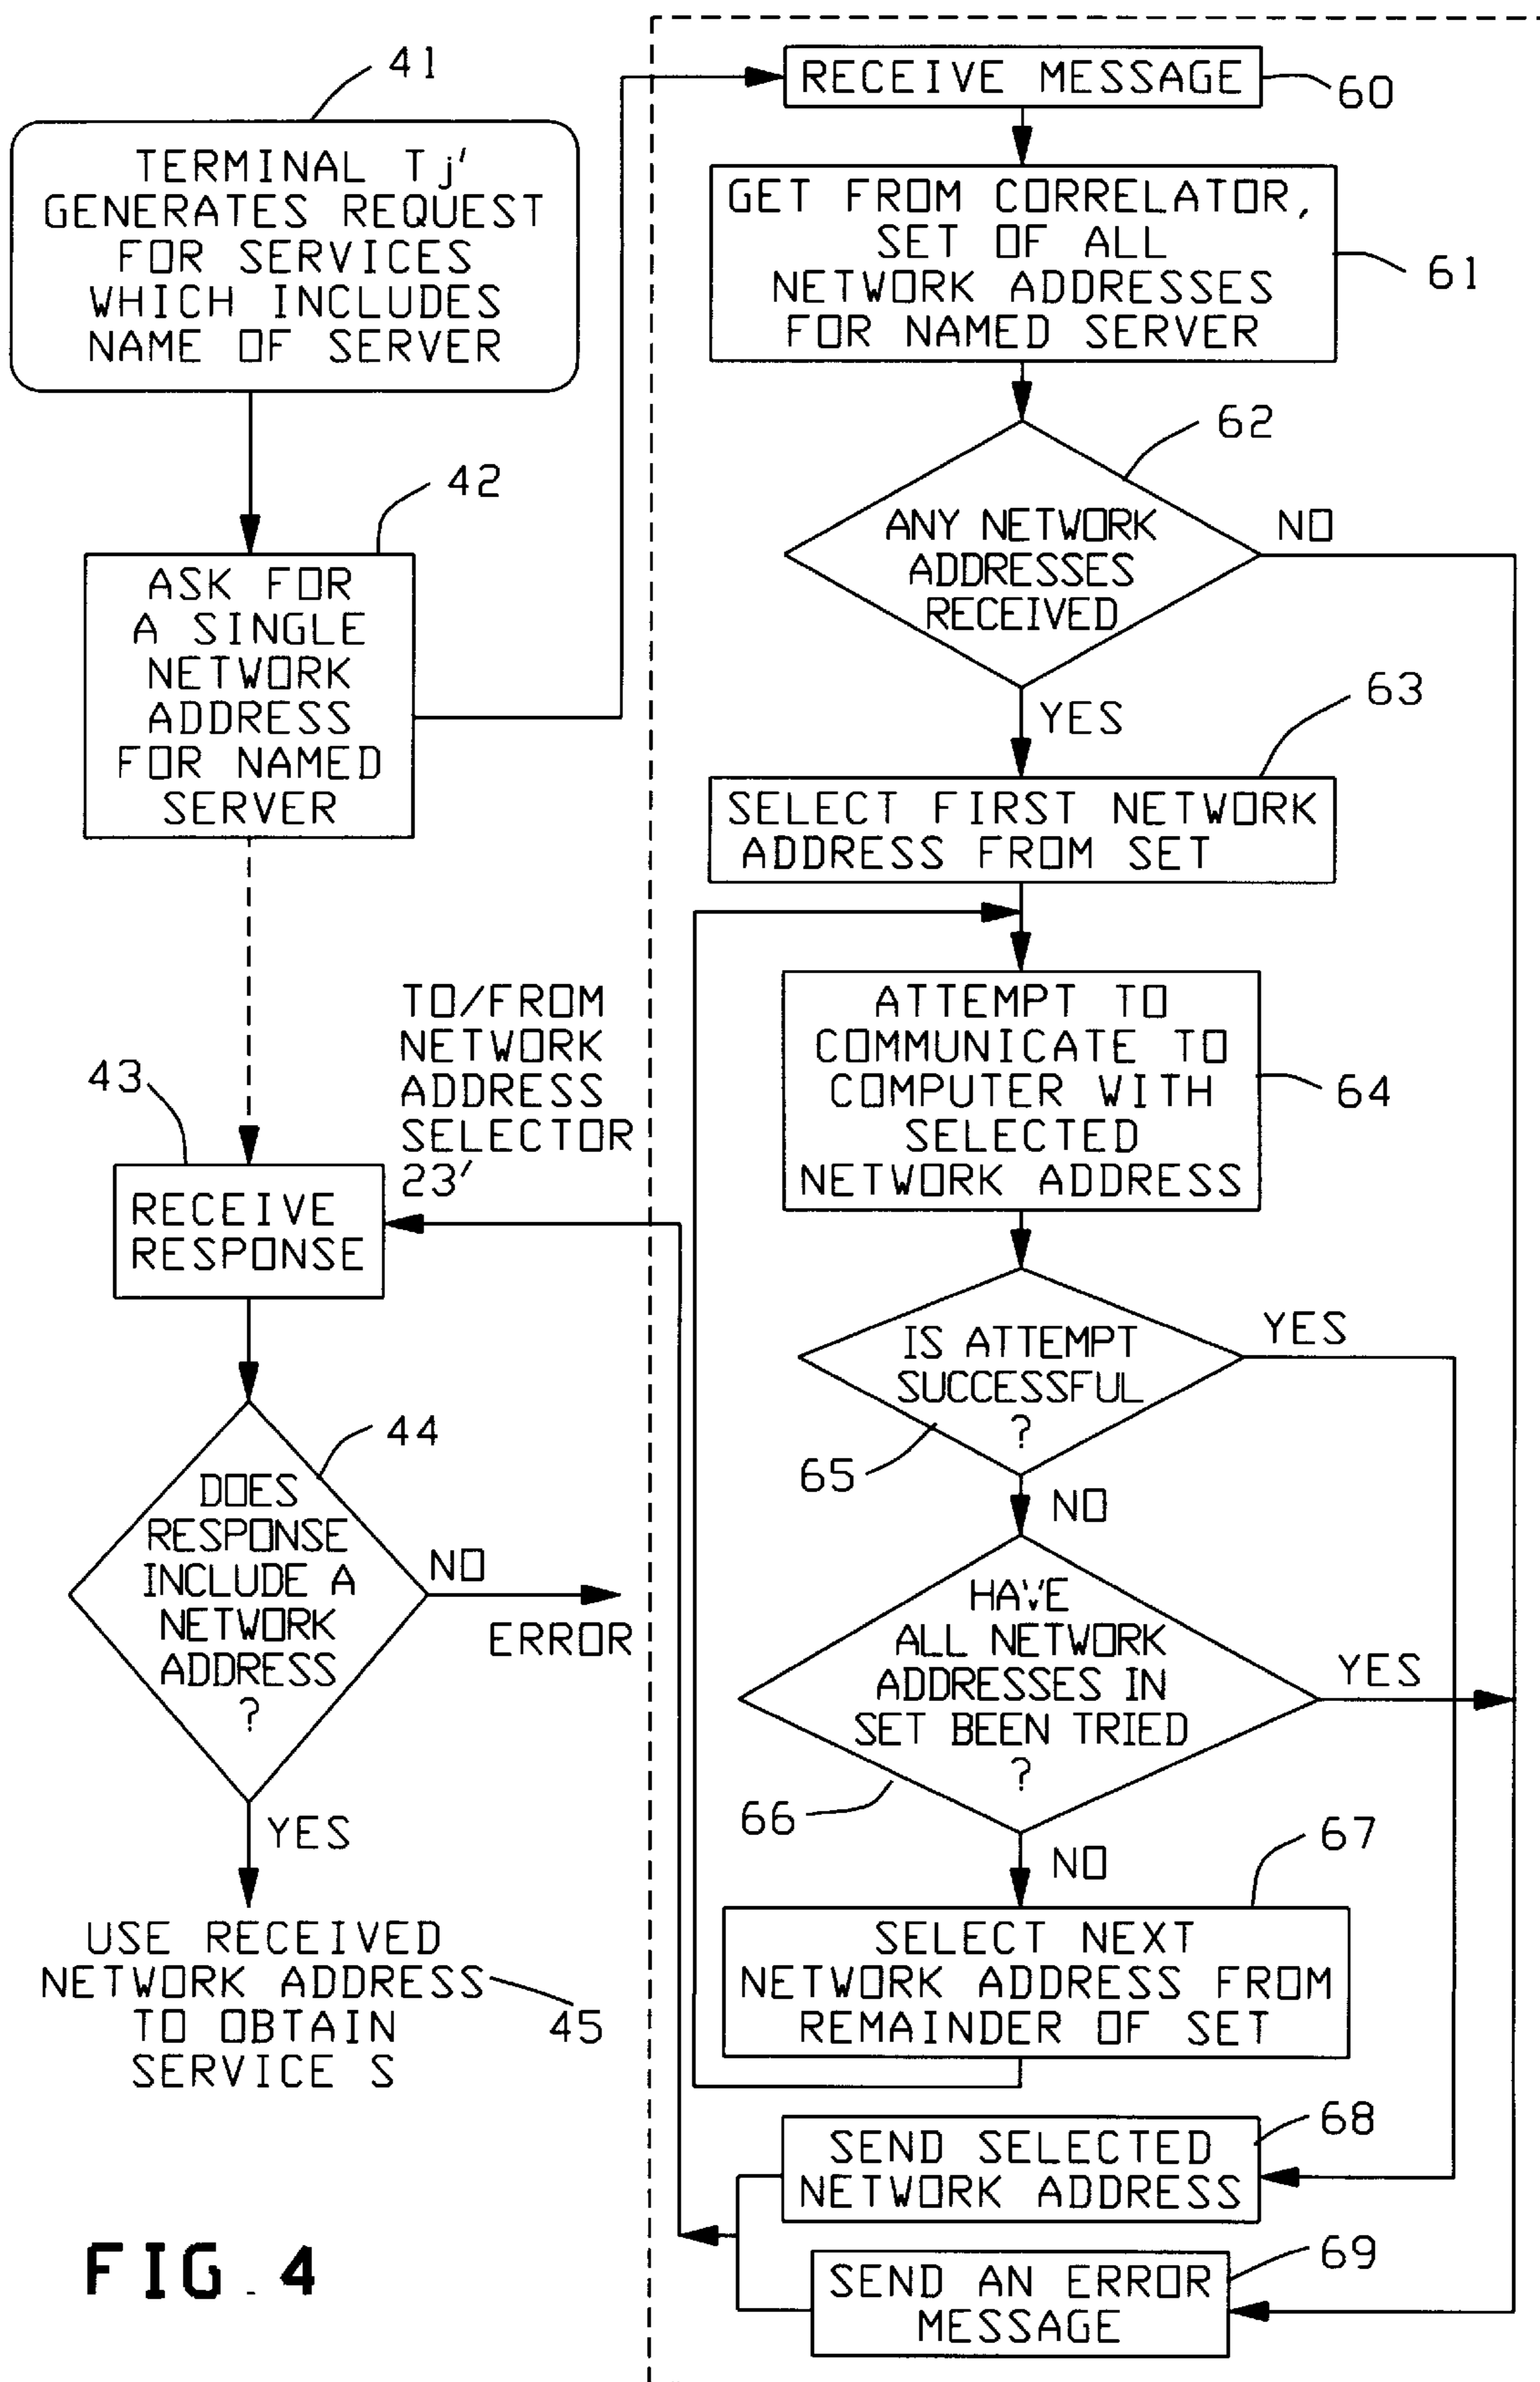 41
TERMINAL Tj'
GENERATES REQUEST
FOR SERVICES
WHICH INCLUDES
NAME OF SERVER
42
ASK FOR
A SINGLE
NETWORK
ADDRESS
FOR NAMED
SERVER
TO/FROM
NETWORK
ADDRESS
SELECTOR
23'
43
RECEIVE
RESPONSE
44
DOES
RESPONSE
INCLUDE A
NETWORK
ADDRESS
?
NO
ERROR
YES
USE RECEIVED
NETWORK ADDRESS
TO OBTAIN
SERVICE S
45
FIG.4
RECEIVE MESSAGE
60
GET FROM CORRELATOR,
SET OF ALL
NETWORK ADDRESSES
FOR NAMED SERVER
61
62
ANY NETWORK
ADDRESSES
RECEIVED
NO
YES
63
SELECT FIRST NETWORK
ADDRESS FROM SET
ATTEMPT TO
COMMUNICATE TO
COMPUTER WITH
SELECTED
NETWORK ADDRESS
64
IS ATTEMPT
SUCCESSFUL
?
YES
65
NO
HAVE
ALL NETWORK
ADDRESSES IN
SET BEEN TRIED
?
YES
66
NO
67
SELECT NEXT
NETWORK ADDRESS FROM
REMAINDER OF SET
68
SEND SELECTED
NETWORK ADDRESS
69
SEND AN ERROR
MESSAGE